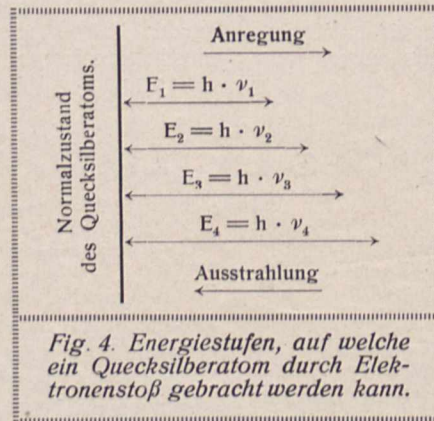 Normalzustand
des Quecksilberatoms.
Anregung
E₁ = h · ν₁
E₂ = h · ν₂
E₃ = h · ν₃
E₄ = h · ν₄
Ausstrahlung
Fig. 4. Energiestufen, auf welche
ein Quecksilberatom durch Elek-
tronenstoß gebracht werden kann.